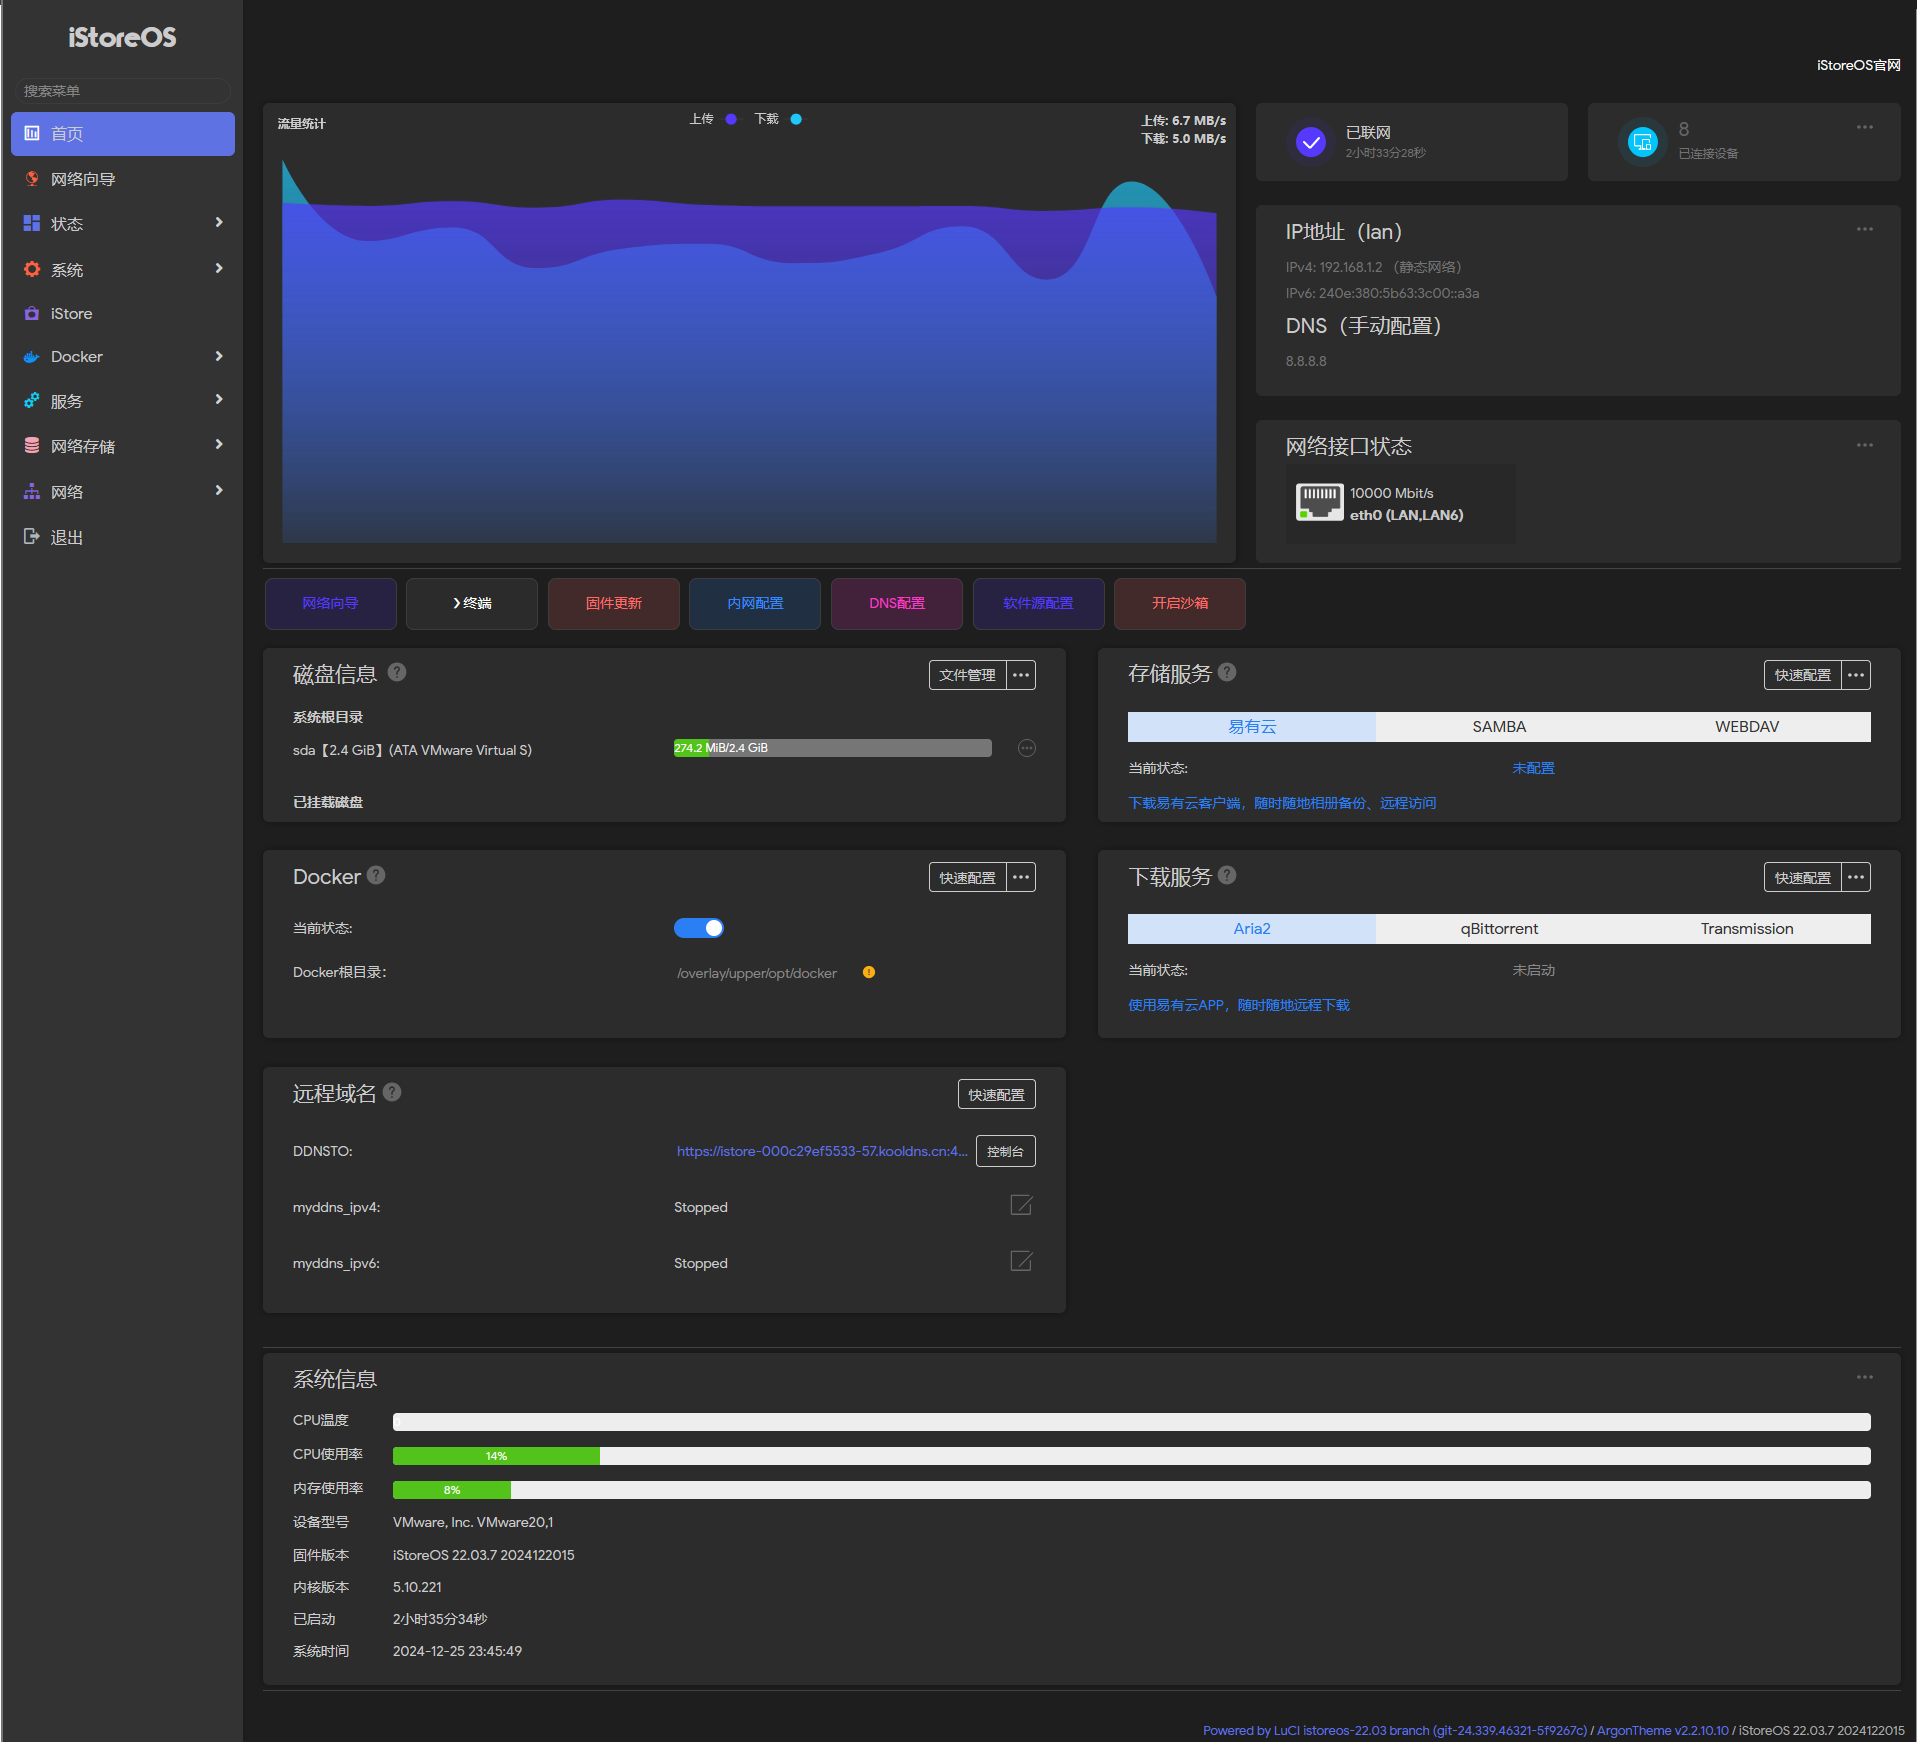 iStoreOS
搜索菜单
首页
网络向导
状态
系统
iStore
Docker
服务
网络存储
网络
退出
iStoreOS官网
流量统计
上传
下载
上传: 6.7 MB/s
下载: 5.0 MB/s
已联网
2小时33分28秒
8
已连接设备
IP地址（lan）
IPv4: 192.168.1.2 （静态网络）
IPv6: 240e:380:5b63:3c00::a3a
DNS（手动配置）
8.8.8.8
网络接口状态
10000 Mbit/s
eth0 (LAN,LAN6)
网络向导
❯终端
固件更新
内网配置
DNS配置
软件源配置
开启沙箱
磁盘信息 ?
文件管理
系统根目录
sda【2.4 GiB】(ATA VMware Virtual S)
274.2 MiB/2.4 GiB
已挂载磁盘
存储服务 ?
快速配置
易有云
SAMBA
WEBDAV
当前状态:
未配置
下载易有云客户端，随时随地相册备份、远程访问
Docker ?
快速配置
当前状态:
Docker根目录:
/overlay/upper/opt/docker
下载服务 ?
快速配置
Aria2
qBittorrent
Transmission
当前状态:
未启动
使用易有云APP，随时随地远程下载
远程域名 ?
快速配置
DDNSTO:
https://istore-000c29ef5533-57.kooldns.cn:4...
控制台
myddns_ipv4:
Stopped
myddns_ipv6:
Stopped
系统信息
CPU温度
CPU使用率
14%
内存使用率
8%
设备型号
VMware, Inc. VMware20,1
固件版本
iStoreOS 22.03.7 2024122015
内核版本
5.10.221
已启动
2小时35分34秒
系统时间
2024-12-25 23:45:49
Powered by LuCI istoreos-22.03 branch (git-24.339.46321-5f9267c) / ArgonTheme v2.2.10.10 / iStoreOS 22.03.7 2024122015